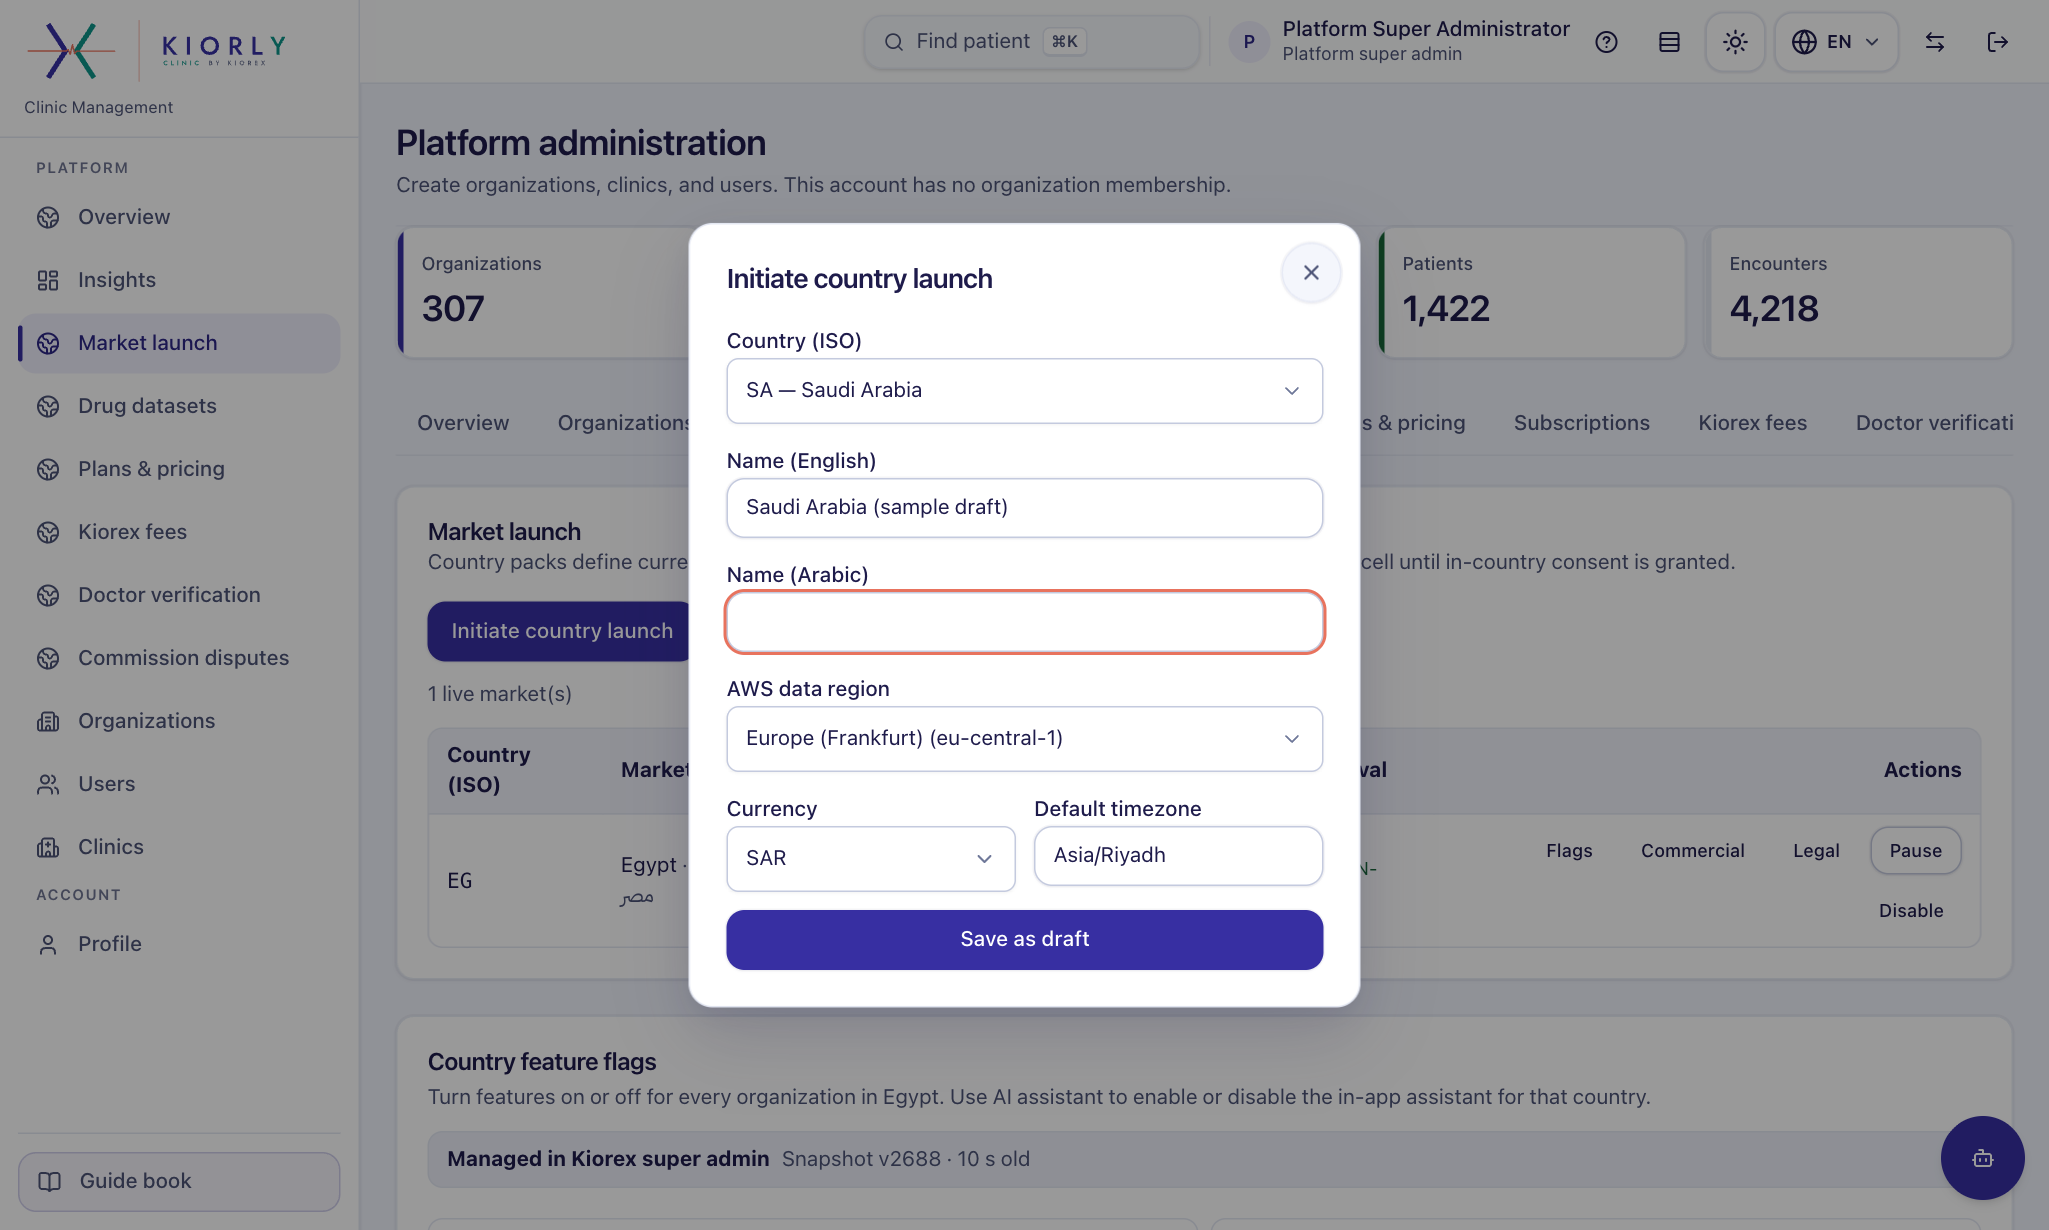 KIORLY
CLINIC BY KIOREX
Clinic Management
Find patient ⌘K
P
Platform Super Administrator
Platform super admin
EN
PLATFORM
Overview
Insights
Market launch
Drug datasets
Plans & pricing
Kiorex fees
Doctor verification
Commission disputes
Organizations
Users
Clinics
ACCOUNT
Profile
Guide book
Platform administration
Create organizations, clinics, and users. This account has no organization membership.
Organizations
307
Patients
1,422
Encounters
4,218
Overview Organizations s & pricing Subscriptions Kiorex fees Doctor verificati
Market launch
Country packs define curre cell until in-country consent is granted.
Initiate country launch
1 live market(s)
Country (ISO) Market val Actions
EG Egypt · مصر N- Flags Commercial Legal Pause
Disable
Initiate country launch
Country (ISO)
SA — Saudi Arabia
Name (English)
Saudi Arabia (sample draft)
Name (Arabic)
AWS data region
Europe (Frankfurt) (eu-central-1)
Currency Default timezone
SAR Asia/Riyadh
Save as draft
Country feature flags
Turn features on or off for every organization in Egypt. Use AI assistant to enable or disable the in-app assistant for that country.
Managed in Kiorex super admin Snapshot v2688 · 10 s old